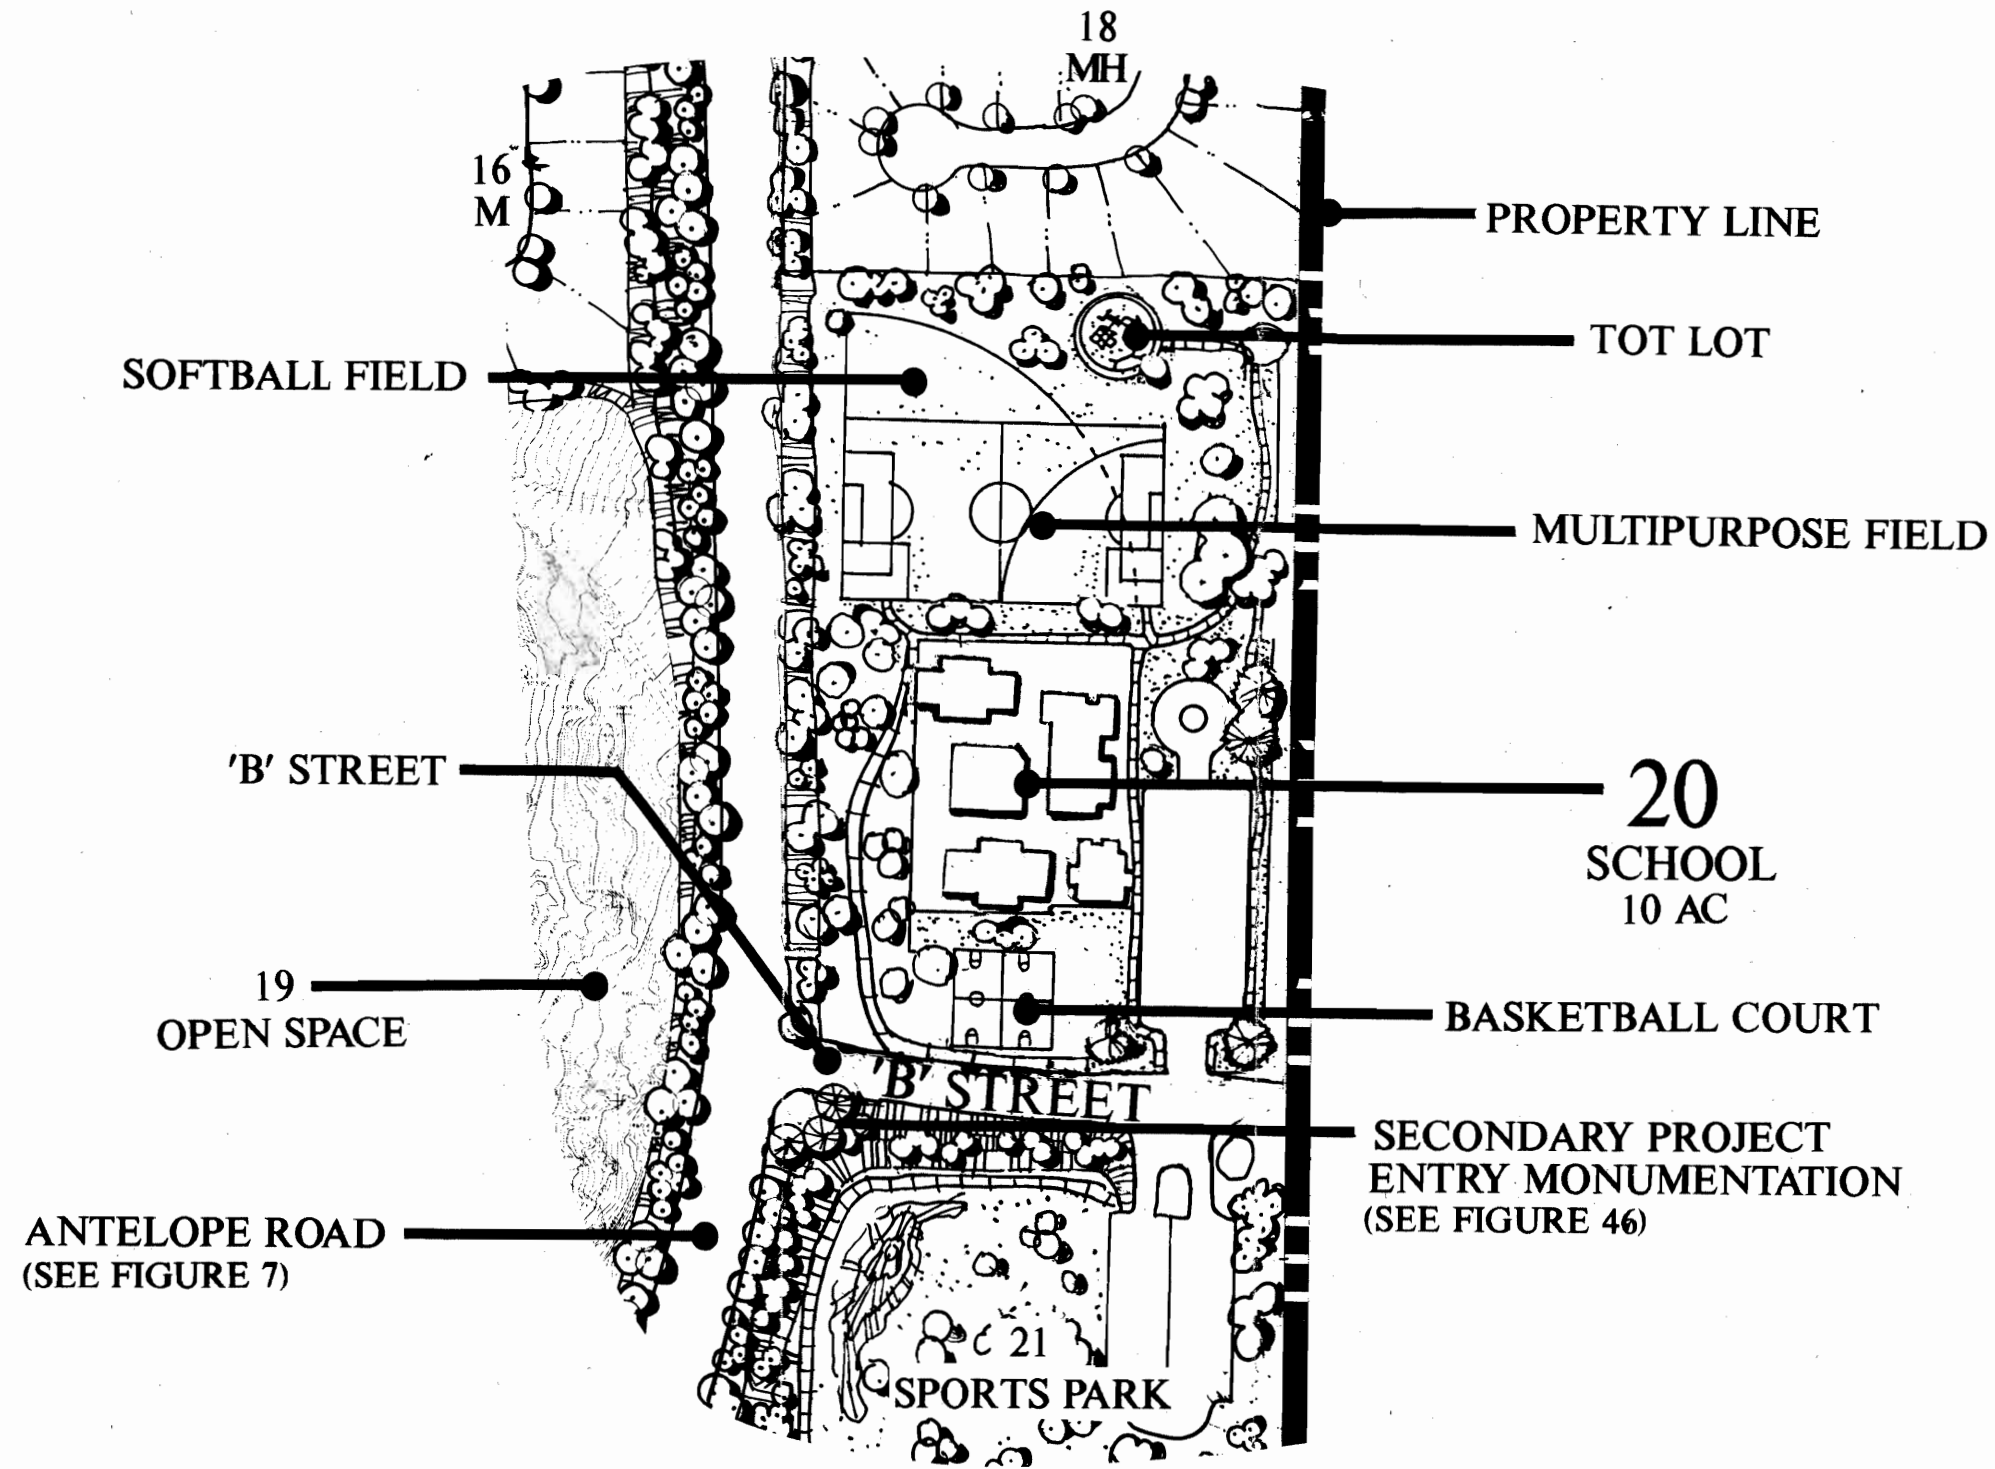 18
MH
16
M
PROPERTY LINE
TOT LOT
SOFTBALL FIELD
MULTIPURPOSE FIELD
'B' STREET
20
SCHOOL
10 AC
19
OPEN SPACE
BASKETBALL COURT
'B' STREET
SECONDARY PROJECT
ENTRY MONUMENTATION
(SEE FIGURE 46)
ANTELOPE ROAD
(SEE FIGURE 7)
21
SPORTS PARK